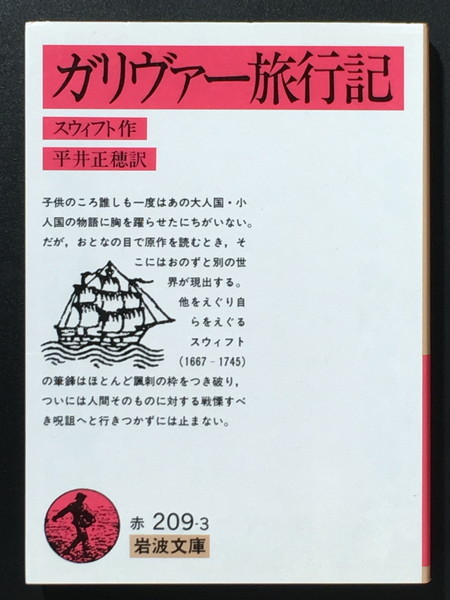 ガリヴァー旅行記
スウィフト作
平井正穂訳
子供のころ誰しも一度はあの大人国・小
人国の物語に胸を躍らせたにちがいない。
だが，おとなの目で原作を読むとき，そ
こにはおのずと別の世
界が現出する。
他をえぐり自
らをえぐる
スウィフト
(1667‐1745)
の筆鋒はほとんど諷刺の枠をつき破り，
ついには人間そのものに対する戦慄すべ
き呪詛へと行きつかずには止まない。
赤 209-3
岩波文庫